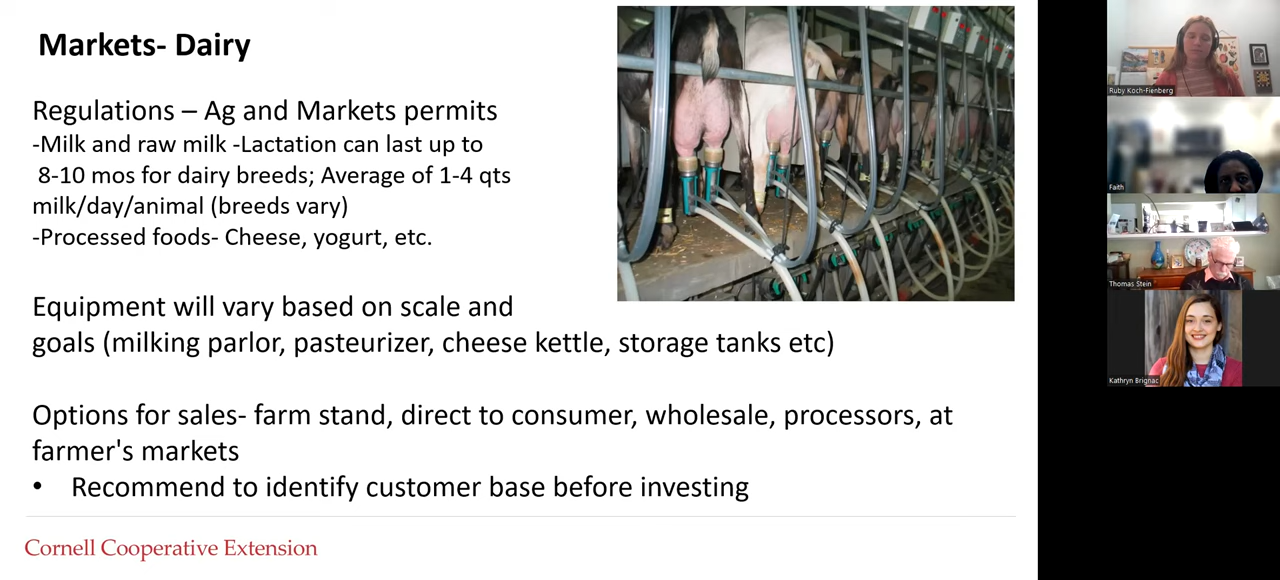 Markets- Dairy
Regulations – Ag and Markets permits
-Milk and raw milk -Lactation can last up to
8-10 mos for dairy breeds; Average of 1-4 qts
milk/day/animal (breeds vary)
-Processed foods- Cheese, yogurt, etc.
Equipment will vary based on scale and
goals (milking parlor, pasteurizer, cheese kettle, storage tanks etc)
Options for sales- farm stand, direct to consumer, wholesale, processors, at
farmer's markets
• Recommend to identify customer base before investing
Cornell Cooperative Extension
Ruby Koch-Fienberg
Faith
Thomas Stein
Kathryn Brignac